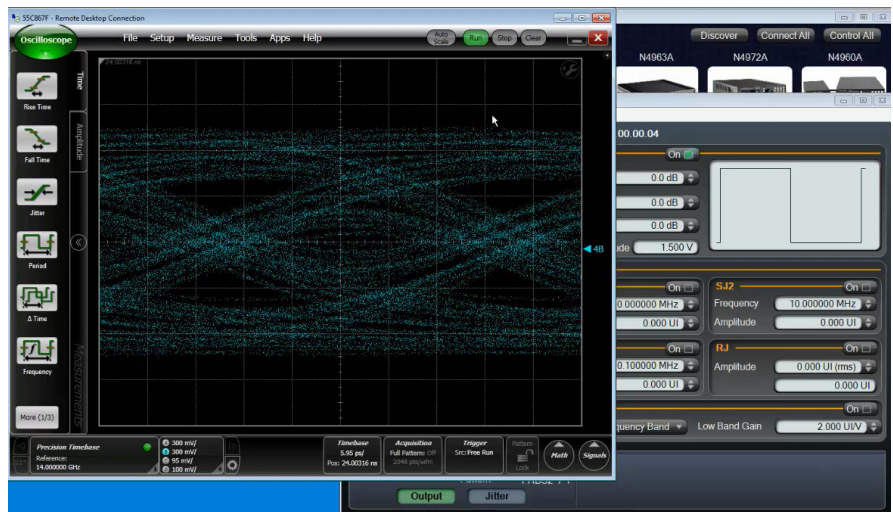 55C867F - Remote Desktop Connection
Oscilloscope
File Setup Measure Tools Apps Help
Auto Scale
Run
Stop
Clear
Rise Time
Fall Time
Jitter
Period
Δ Time
Frequency
More (1/3)
Time
Amplitude
Measurements
24.00316 ns
4B
Precision Timebase
Reference:
14.000000 GHz
300 mV/
300 mV/
95 mV/
100 mV/
Timebase
5.95 ps/
Pos: 24.00316 ns
Acquisition
Full Pattern: Off
2048 pts/wfm
Trigger
Src: Free Run
Pattern
Lock
Math
Signals
Discover
Connect All
Control All
N4963A
N4972A
N4960A
00.00.04
On
0.0 dB
0.0 dB
0.0 dB
1.500 V
On
0.000000 MHz
0.000 UI
SJ2
On
Frequency
10.000000 MHz
Amplitude
0.000 UI
On
0.100000 MHz
0.000 UI
RJ
On
Amplitude
0.000 UI (rms)
0.000 UI
On
quency Band
Low Band Gain
2.000 UI/V
Output
Jitter